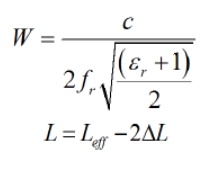 W = c / (2f_r √((ε_r + 1) / 2))
L = L_eff − 2ΔL